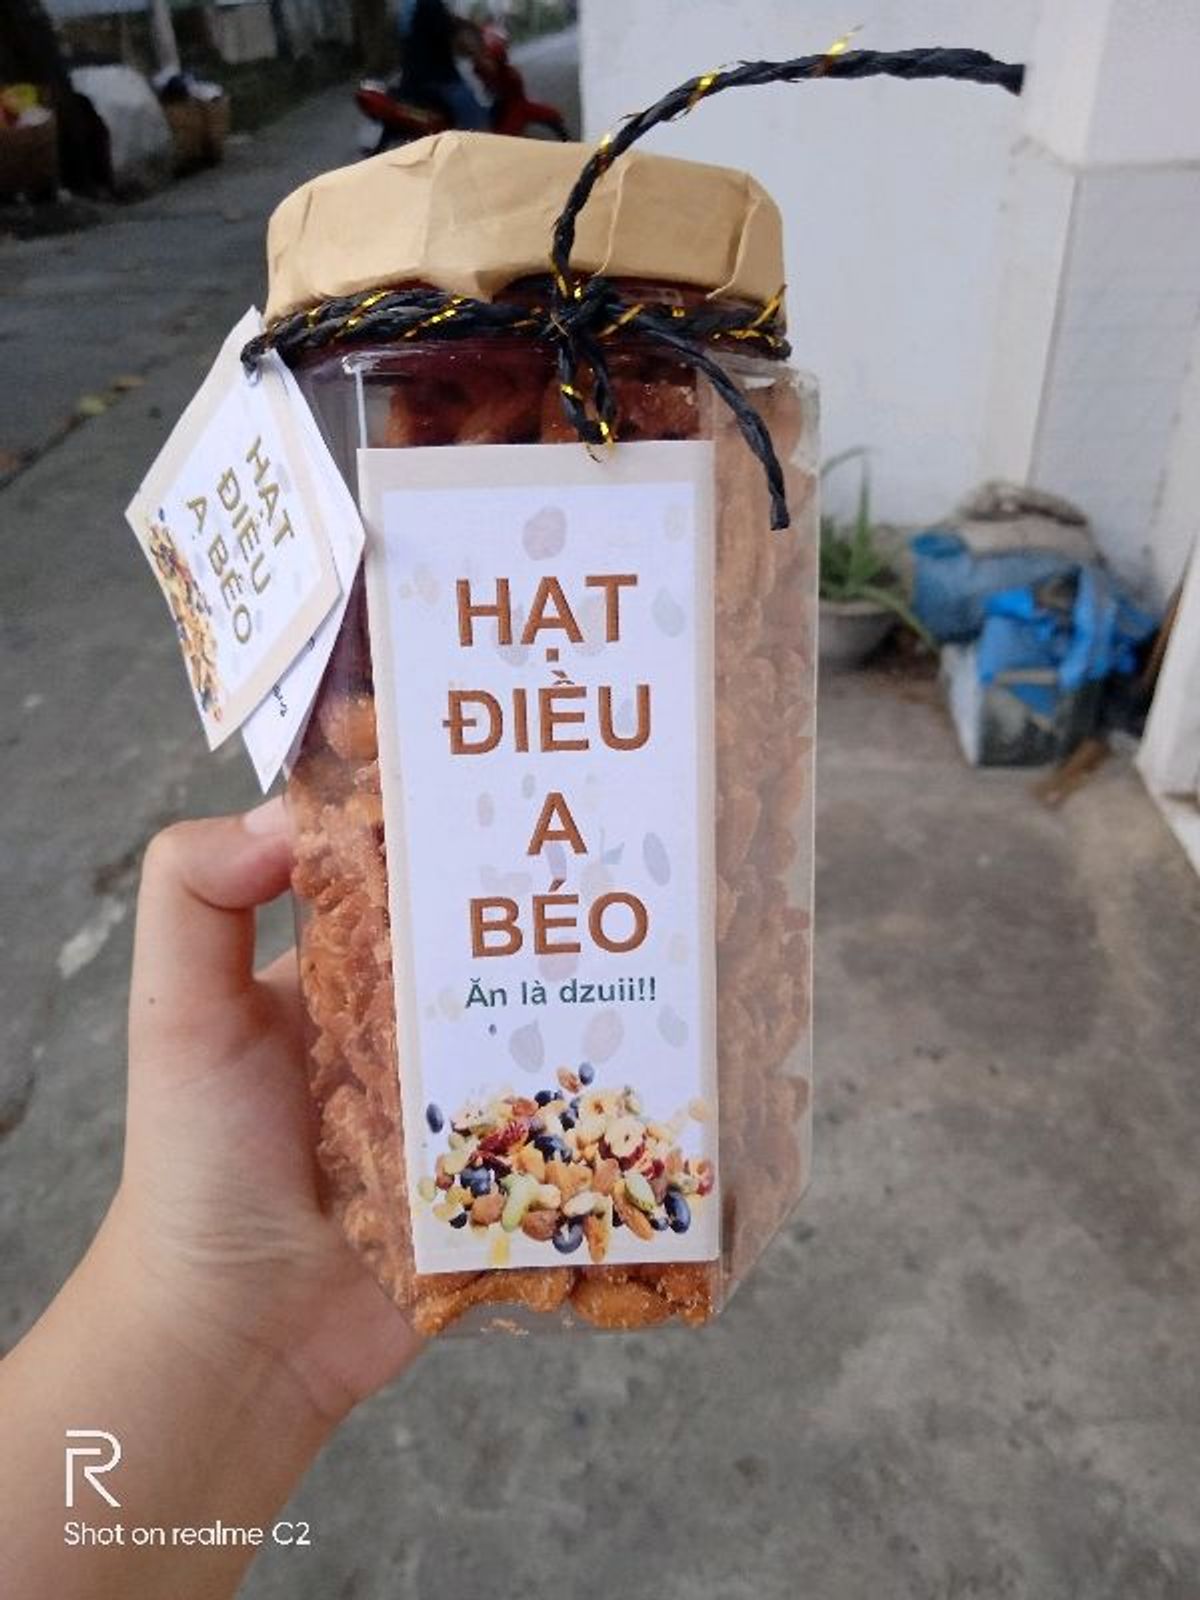 HẠT
ĐIỀU
A
BÉO
Ăn là dzuii!!
HẠT
ĐIỀU
A BÉO
Shot on realme C2